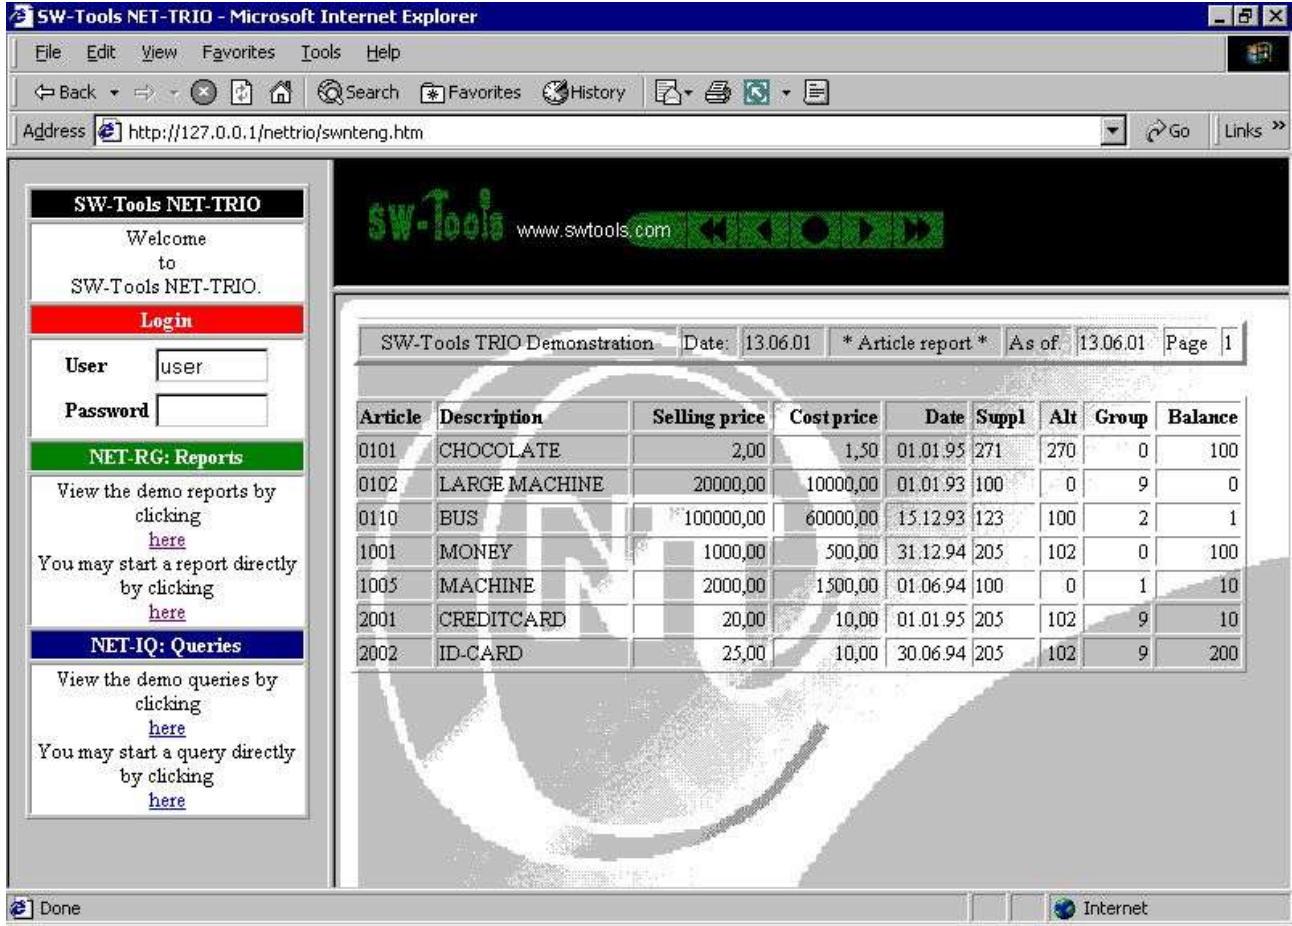 SW-Tools NET-TRIO - Microsoft Internet Explorer
File Edit View Favorites Tools Help
Back Search Favorites History
Address http://127.0.0.1/nettrio/swnteng.htm Go Links »
SW-Tools NET-TRIO
Welcome
to
SW-Tools NET-TRIO.
Login
User user
Password
NET-RG: Reports
View the demo reports by
clicking
here
You may start a report directly
by clicking
here
NET-IQ: Queries
View the demo queries by
clicking
here
You may start a query directly
by clicking
here
SW-Tools www.swtools.com
SW-Tools TRIO Demonstration Date: 13.06.01 * Article report * As of 13.06.01 Page 1
Article Description Selling price Cost price Date Suppl Alt Group Balance
0101 CHOCOLATE 2,00 1,50 01.01.95 271 270 0 100
0102 LARGE MACHINE 20000,00 10000,00 01.01.93 100 0 9 0
0110 BUS 100000,00 60000,00 15.12.93 123 100 2 1
1001 MONEY 1000,00 500,00 31.12.94 205 102 0 100
1005 MACHINE 2000,00 1500,00 01.06.94 100 0 1 10
2001 CREDITCARD 20,00 10,00 01.01.95 205 102 9 10
2002 ID-CARD 25,00 10,00 30.06.94 205 102 9 200
NT
Done Internet